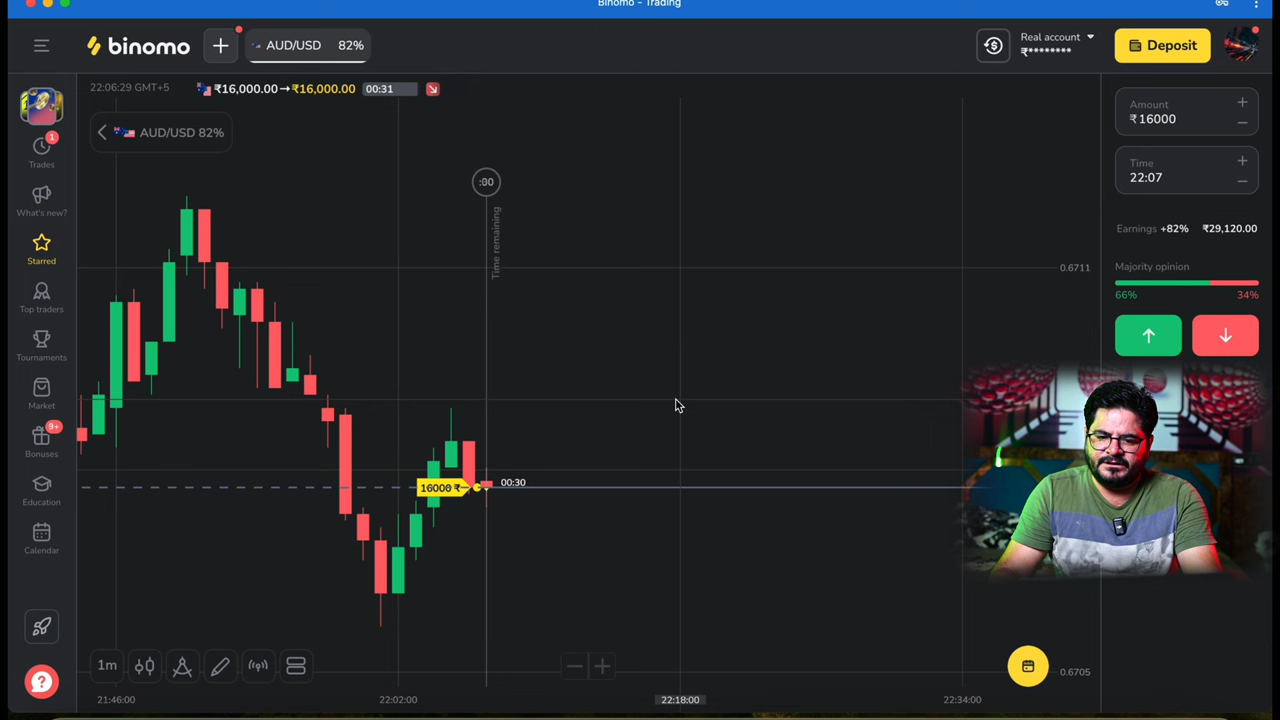 Binomo - Trading
binomo
+
AUD/USD 82%
Real account
₹********
Deposit
22:06:29 GMT+5
₹16,000.00→₹16,000.00 00:31
AUD/USD 82%
Trades
1
What's new?
Starred
Top traders
Tournaments
Market
Bonuses
9+
Education
Calendar
?
:00
Time remaining
16000 ₹
00:30
0.6711
0.6705
Amount
₹16000
Time
22:07
Earnings +82% ₹29,120.00
Majority opinion
66% 34%
1m
21:46:00 22:02:00 22:18:00 22:34:00